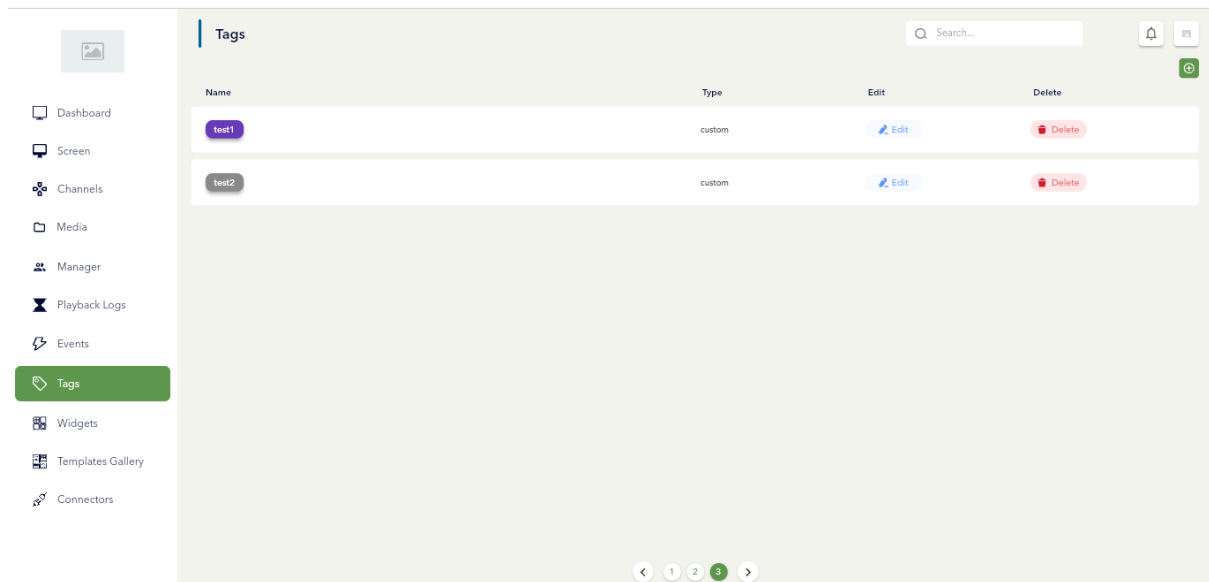 Tags
Search...
Dashboard
Screen
Channels
Media
Manager
Playback Logs
Events
Tags
Widgets
Templates Gallery
Connectors
Name Type Edit Delete
test1 custom Edit Delete
test2 custom Edit Delete
1 2 3